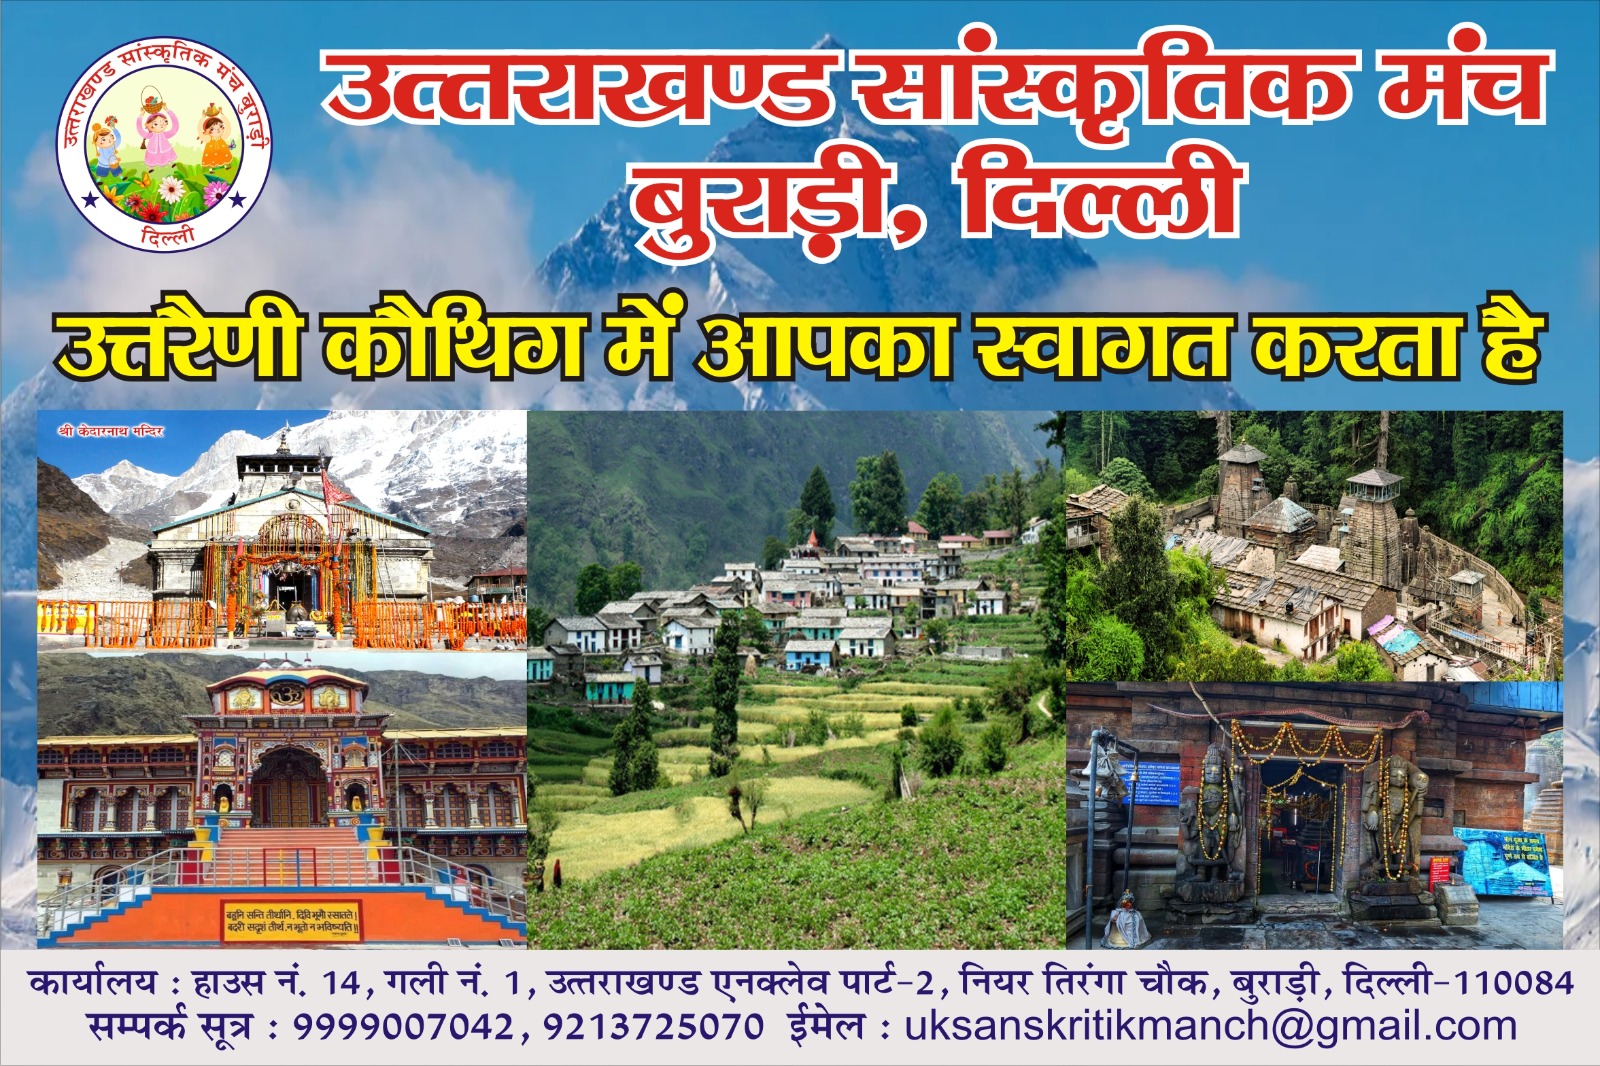 उत्तराखण्ड सांस्कृतिक मंच बुराड़ी
दिल्ली
उत्तराखण्ड सांस्कृतिक मंच
बुराड़ी, दिल्ली
उत्तरैणी कौथिग में आपका स्वागत करता है
श्री केदारनाथ मन्दिर
बहुनि सन्ति तीर्थानि, दिवि भूमौ रसातले।
बदरी सदृशं तीर्थ, न भूतो न भविष्यति॥
कार्यालय : हाउस नं. 14, गली नं. 1, उत्तराखण्ड एनक्लेव पार्ट-2, नियर तिरंगा चौक, बुराड़ी, दिल्ली-110084
सम्पर्क सूत्र : 9999007042, 9213725070 ईमेल : uksanskritikmanch@gmail.com